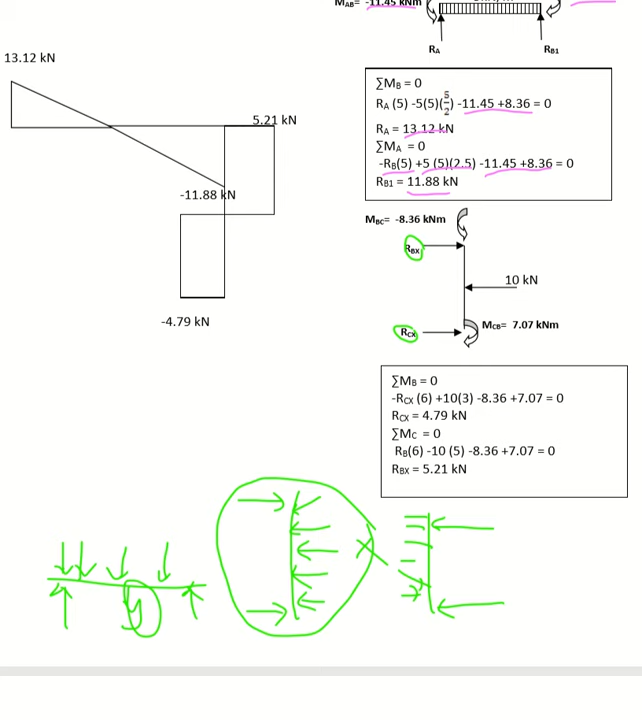 MAB= -11.45 kNm
RA
RB1
13.12 kN
5.21 kN
-11.88 kN
-4.79 kN
∑MB = 0
RA (5) -5(5)(5/2) -11.45 +8.36 = 0
RA = 13.12 kN
∑MA = 0
-RB(5) +5 (5)(2.5) -11.45 +8.36 = 0
RB1 = 11.88 kN
MBC= -8.36 kNm
RBX
10 kN
RCX
MCB= 7.07 kNm
∑MB = 0
-RCX (6) +10(3) -8.36 +7.07 = 0
RCX = 4.79 kN
∑MC = 0
RB(6) -10 (5) -8.36 +7.07 = 0
RBX = 5.21 kN
y